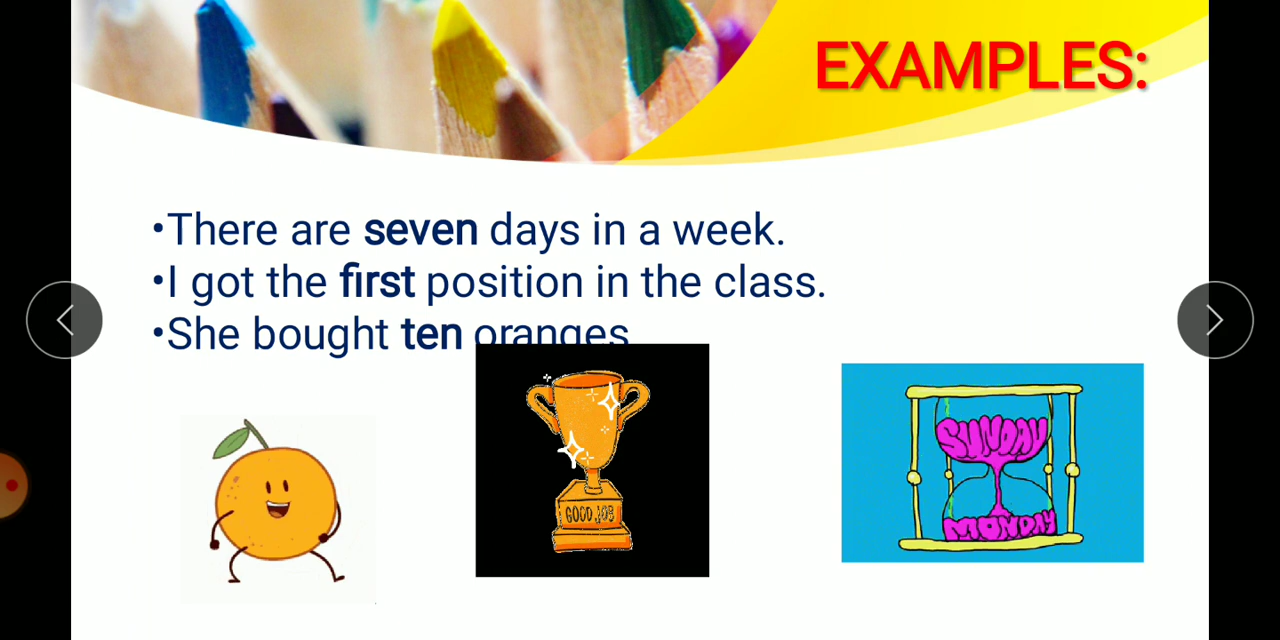 EXAMPLES:
•There are seven days in a week.
•I got the first position in the class.
•She bought ten oranges
GOOD JOB
SUNDAY
MONDAY